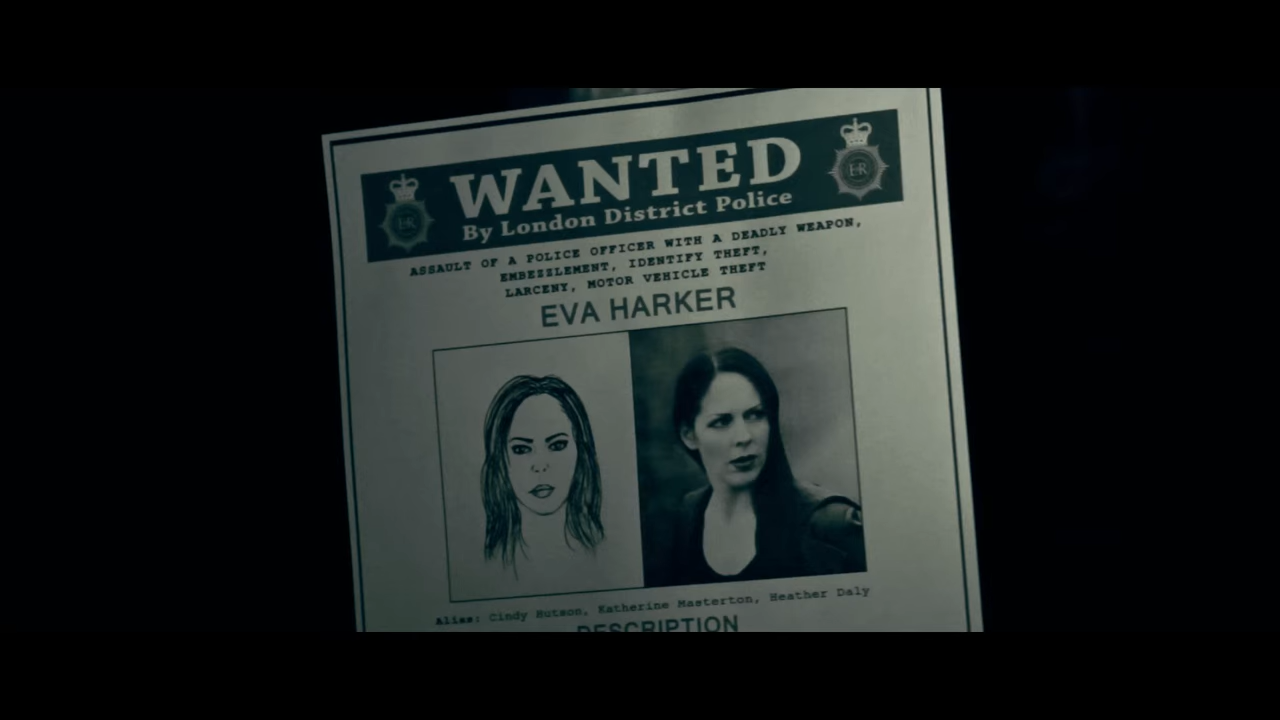 WANTED
By London District Police
ASSAULT OF A POLICE OFFICER WITH A DEADLY WEAPON,
EMBEZZLEMENT, IDENTIFY THEFT,
LARCENY, MOTOR VEHICLE THEFT
EVA HARKER
Alias: Cindy Hutson, Katherine Masterton, Heather Daly
DESCRIPTION